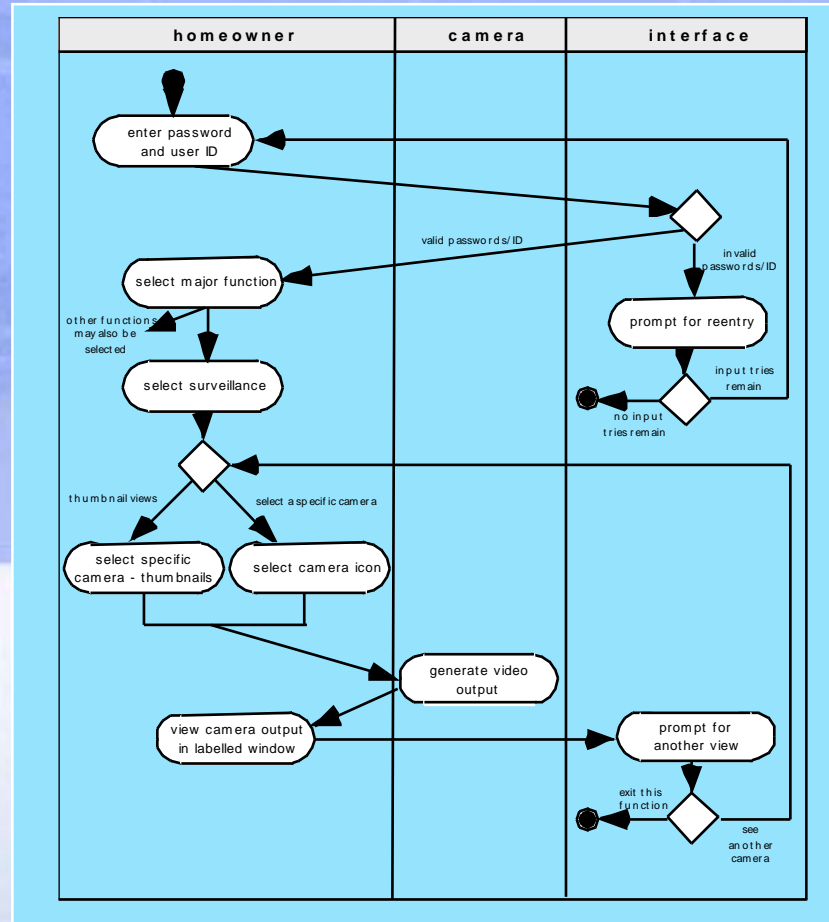 homeowner
camera
interface
enter password
and user ID
valid passwords/ID
invalid
passwords/ID
select major function
other functions
may also be
selected
prompt for reentry
select surveillance
input tries
remain
no input
tries remain
thumbnail views
select a specific camera
select specific
camera - thumbnails
select camera icon
generate video
output
view camera output
in labelled window
prompt for
another view
exit this
function
see
another
camera